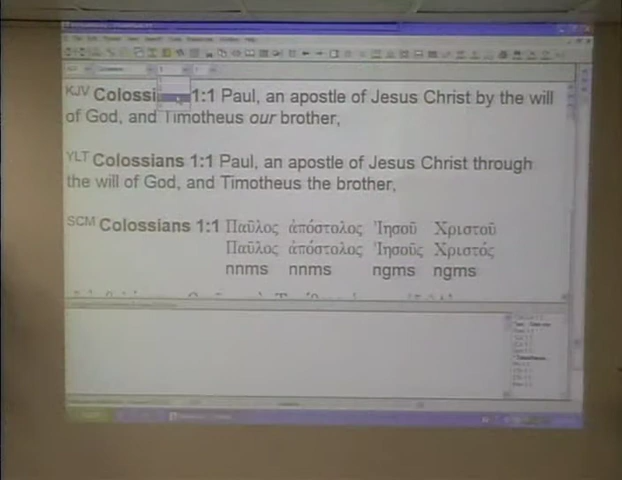 KJV Colossi 1:1 Paul, an apostle of Jesus Christ by the will
of God, and Timotheus our brother,
YLT Colossians 1:1 Paul, an apostle of Jesus Christ through
the will of God, and Timotheus the brother,
SCM Colossians 1:1 Παῦλος ἀπόστολος Ἰησοῦ Χριστοῦ
Παῦλος ἀπόστολος Ἰησοῦς Χριστός
nnms nnms ngms ngms